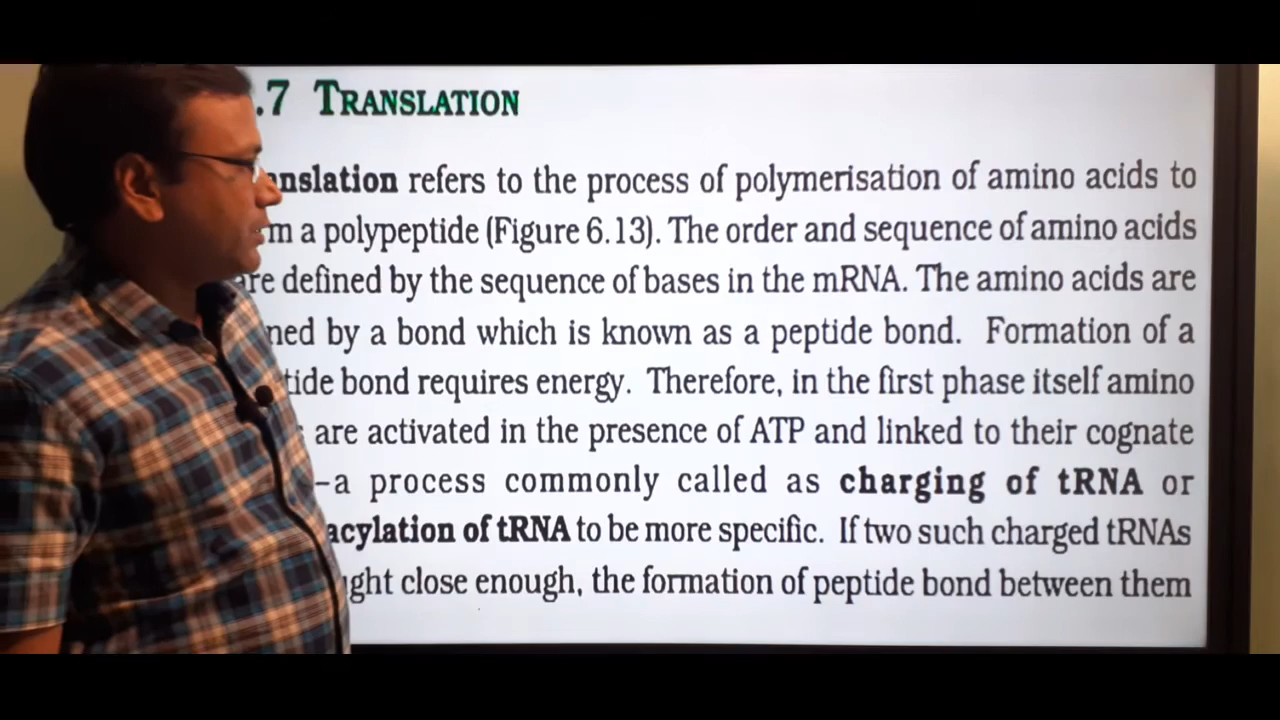 .7 TRANSLATION
anslation refers to the process of polymerisation of amino acids to
m a polypeptide (Figure 6.13). The order and sequence of amino acids
are defined by the sequence of bases in the mRNA. The amino acids are
ned by a bond which is known as a peptide bond. Formation of a
tide bond requires energy. Therefore, in the first phase itself amino
are activated in the presence of ATP and linked to their cognate
–a process commonly called as charging of tRNA or
acylation of tRNA to be more specific. If two such charged tRNAs
ght close enough, the formation of peptide bond between them